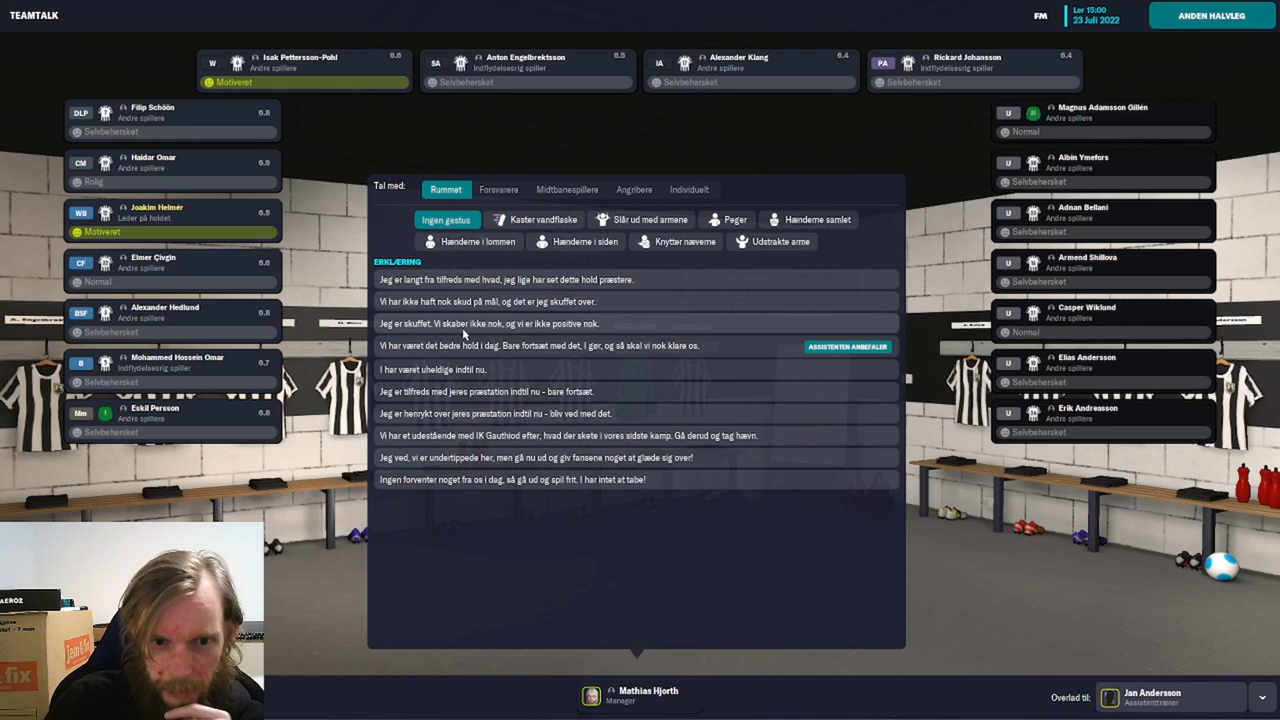 TEAMTALK
FM
Lør 15:00
23 Juli 2022
ANDEN HALVLEG
W
Isak Pettersson-Pohl
Andre spillere
6.6
Motiveret
SA
Anton Engelbrektsson
Indflydelsesrig spiller
6.5
Selvbehersket
IA
Alexander Klang
Andre spillere
6.4
Selvbehersket
PA
Rickard Johansson
Indflydelsesrig spiller
6.4
Selvbehersket
DLP
Filip Schöön
Andre spillere
6.8
Selvbehersket
CM
Haidar Omar
Andre spillere
6.9
Rolig
WB
Joakim Helmér
Leder på holdet
6.5
Motiveret
CF
Elmer Çivgin
Andre spillere
6.6
Normal
BSF
Alexander Hedlund
Andre spillere
6.8
Selvbehersket
B
Mohammed Hossein Omar
Indflydelsesrig spiller
6.7
Selvbehersket
Mm
Eskil Persson
Andre spillere
6.8
Selvbehersket
Tal med:
Rummet
Forsvarere
Midtbanespillere
Angribere
Individuelt
Ingen gestus
Kaster vandflaske
Slår ud med armene
Peger
Hænderne samlet
Hænderne i lommen
Hænderne i siden
Knytter næverne
Udstrakte arme
ERKLÆRING
Jeg er langt fra tilfreds med hvad, jeg lige har set dette hold præstere.
Vi har ikke haft nok skud på mål, og det er jeg skuffet over.
Jeg er skuffet. Vi skaber ikke nok, og vi er ikke positive nok.
Vi har været det bedre hold i dag. Bare fortsæt med det, I gør, og så skal vi nok klare os.
ASSISTENTEN ANBEFALER
I har været uheldige indtil nu.
Jeg er tilfreds med jeres præstation indtil nu - bare fortsæt.
Jeg er henrykt over jeres præstation indtil nu - bliv ved med det.
Vi har et udestående med IK Gauthiod efter, hvad der skete i vores sidste kamp. Gå derud og tag hævn.
Jeg ved, vi er undertippede her, men gå nu ud og giv fansene noget at glæde sig over!
Ingen forventer noget fra os i dag, så gå ud og spil frit. I har intet at tabe!
U
Magnus Adamsson Gillén
Andre spillere
Normal
U
Albin Ymefors
Andre spillere
Selvbehersket
U
Adnan Bellani
Andre spillere
Selvbehersket
U
Armend Shillova
Andre spillere
Selvbehersket
U
Casper Wiklund
Andre spillere
Normal
U
Elias Andersson
Andre spillere
Selvbehersket
U
Erik Andreasson
Andre spillere
Selvbehersket
Mathias Hjorth
Manager
Overlad til:
Jan Andersson
Assistenttræner
AEROZ
jem&fix
fix